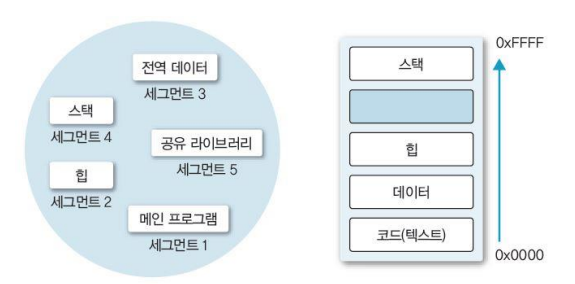 전역 데이터
세그먼트 3
스택
세그먼트 4
공유 라이브러리
세그먼트 5
힙
세그먼트 2
메인 프로그램
세그먼트 1
0xFFFF
스택
힙
데이터
코드(텍스트)
0x0000